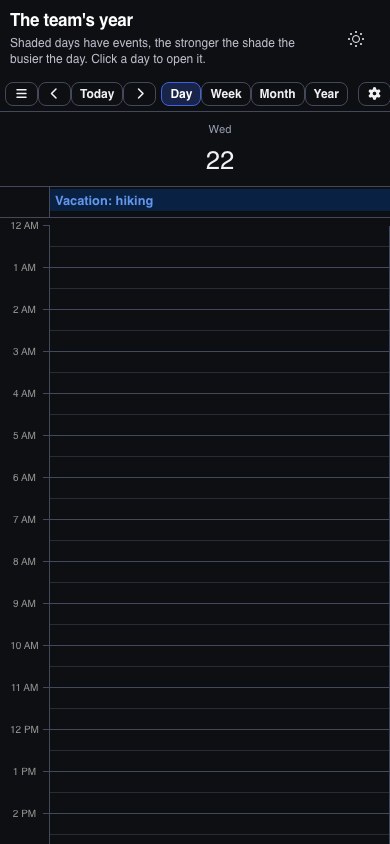 The team's year
Shaded days have events, the stronger the shade the
busier the day. Click a day to open it.
Today Day Week Month Year
Wed
22
Vacation: hiking
12 AM
1 AM
2 AM
3 AM
4 AM
5 AM
6 AM
7 AM
8 AM
9 AM
10 AM
11 AM
12 PM
1 PM
2 PM